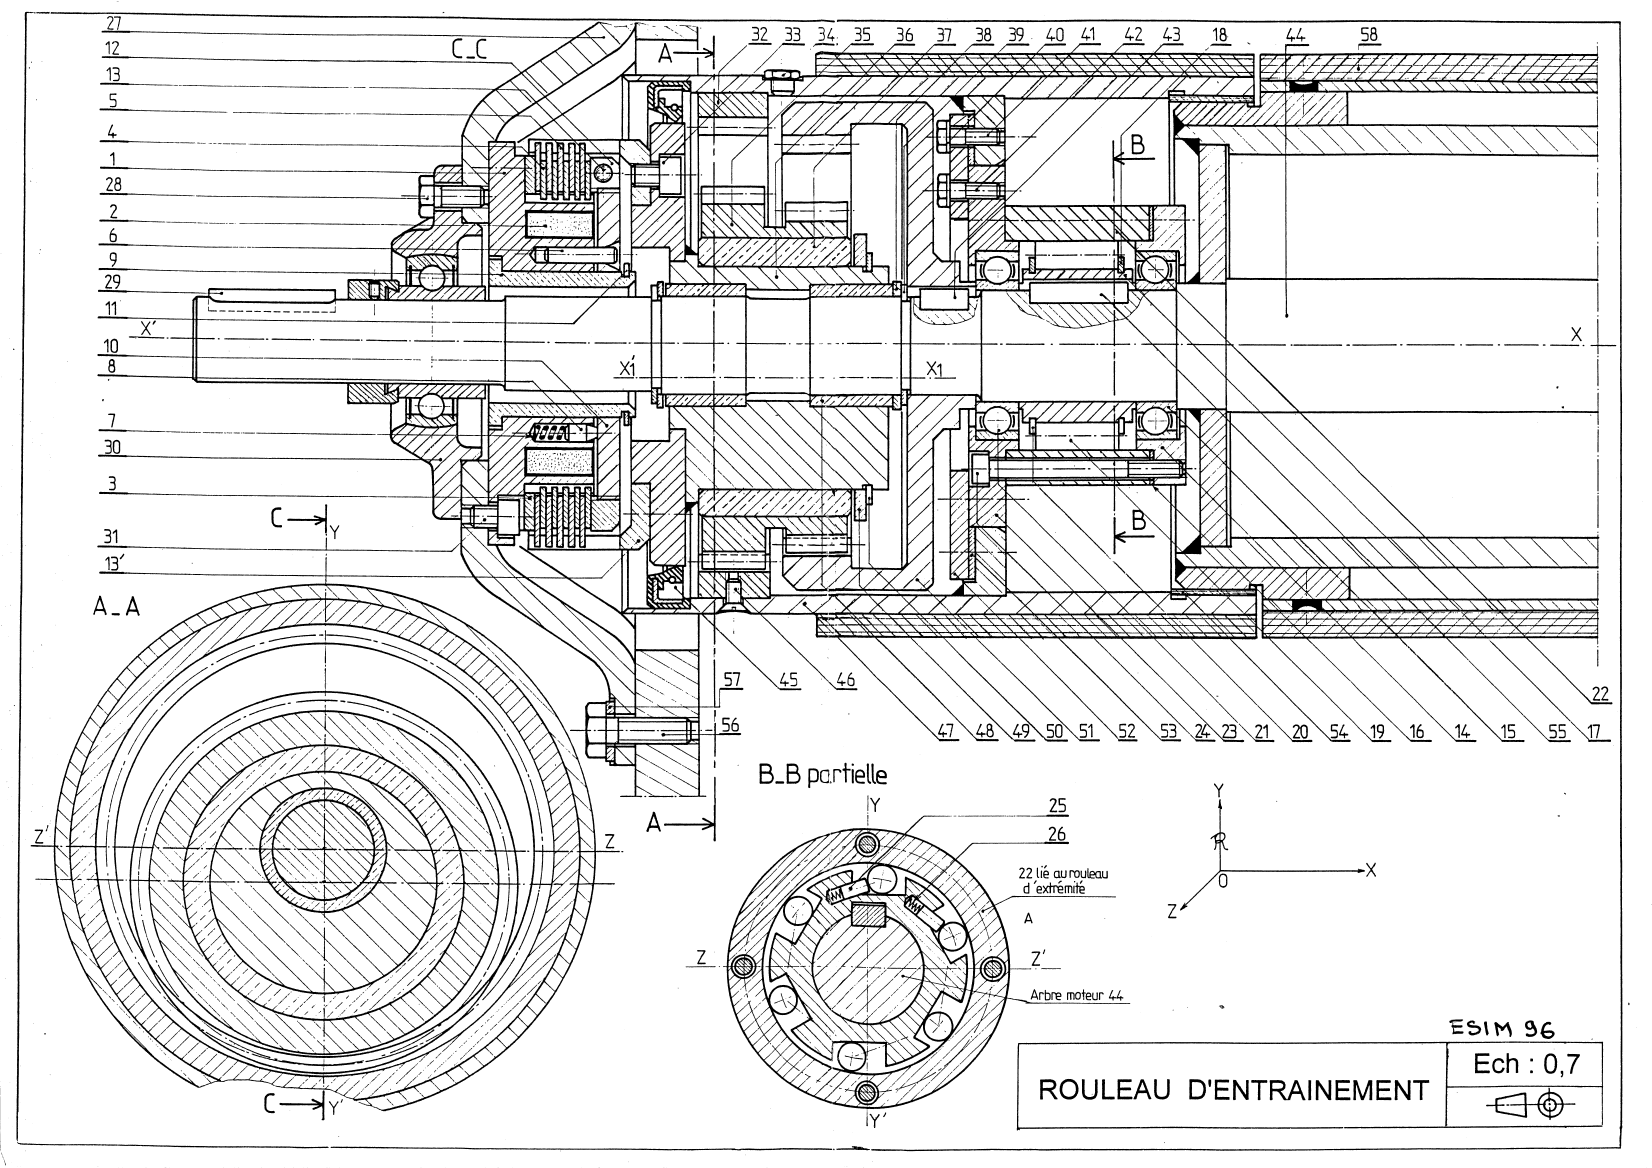 27
12
13
5
4
1
28
2
6
9
29
11
10
8
7
30
3
31
13'
C_C
A
32
33
34
35
36
37
38
39
40
41
42
43
18
44
58
B
X'
X'1
X1
X
B
C
Y
A_A
Z'
Z
C
Y'
57
56
45
46
A
47
48
49
50
51
52
53
24
23
21
20
54
19
16
14
15
55
17
22
B_B partielle
Y
25
26
22 lié au rouleau
d'extrémité
A
Z
Z'
Arbre moteur 44
Y'
Y
R
X
O
Z
ESIM 96
ROULEAU D'ENTRAINEMENT
Ech : 0,7